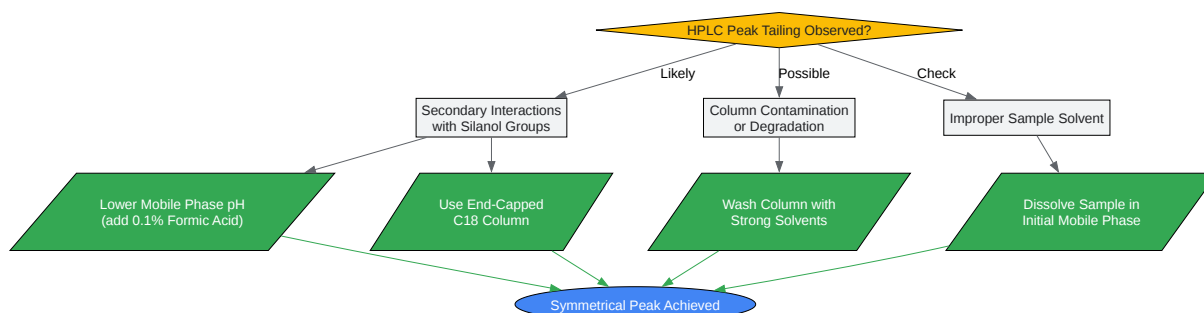 HPLC Peak Tailing Observed?
Likely
Possible
Check
Secondary Interactions
with Silanol Groups
Column Contamination
or Degradation
Improper Sample Solvent
Lower Mobile Phase pH
(add 0.1% Formic Acid)
Use End-Capped
C18 Column
Wash Column with
Strong Solvents
Dissolve Sample in
Initial Mobile Phase
Symmetrical Peak Achieved